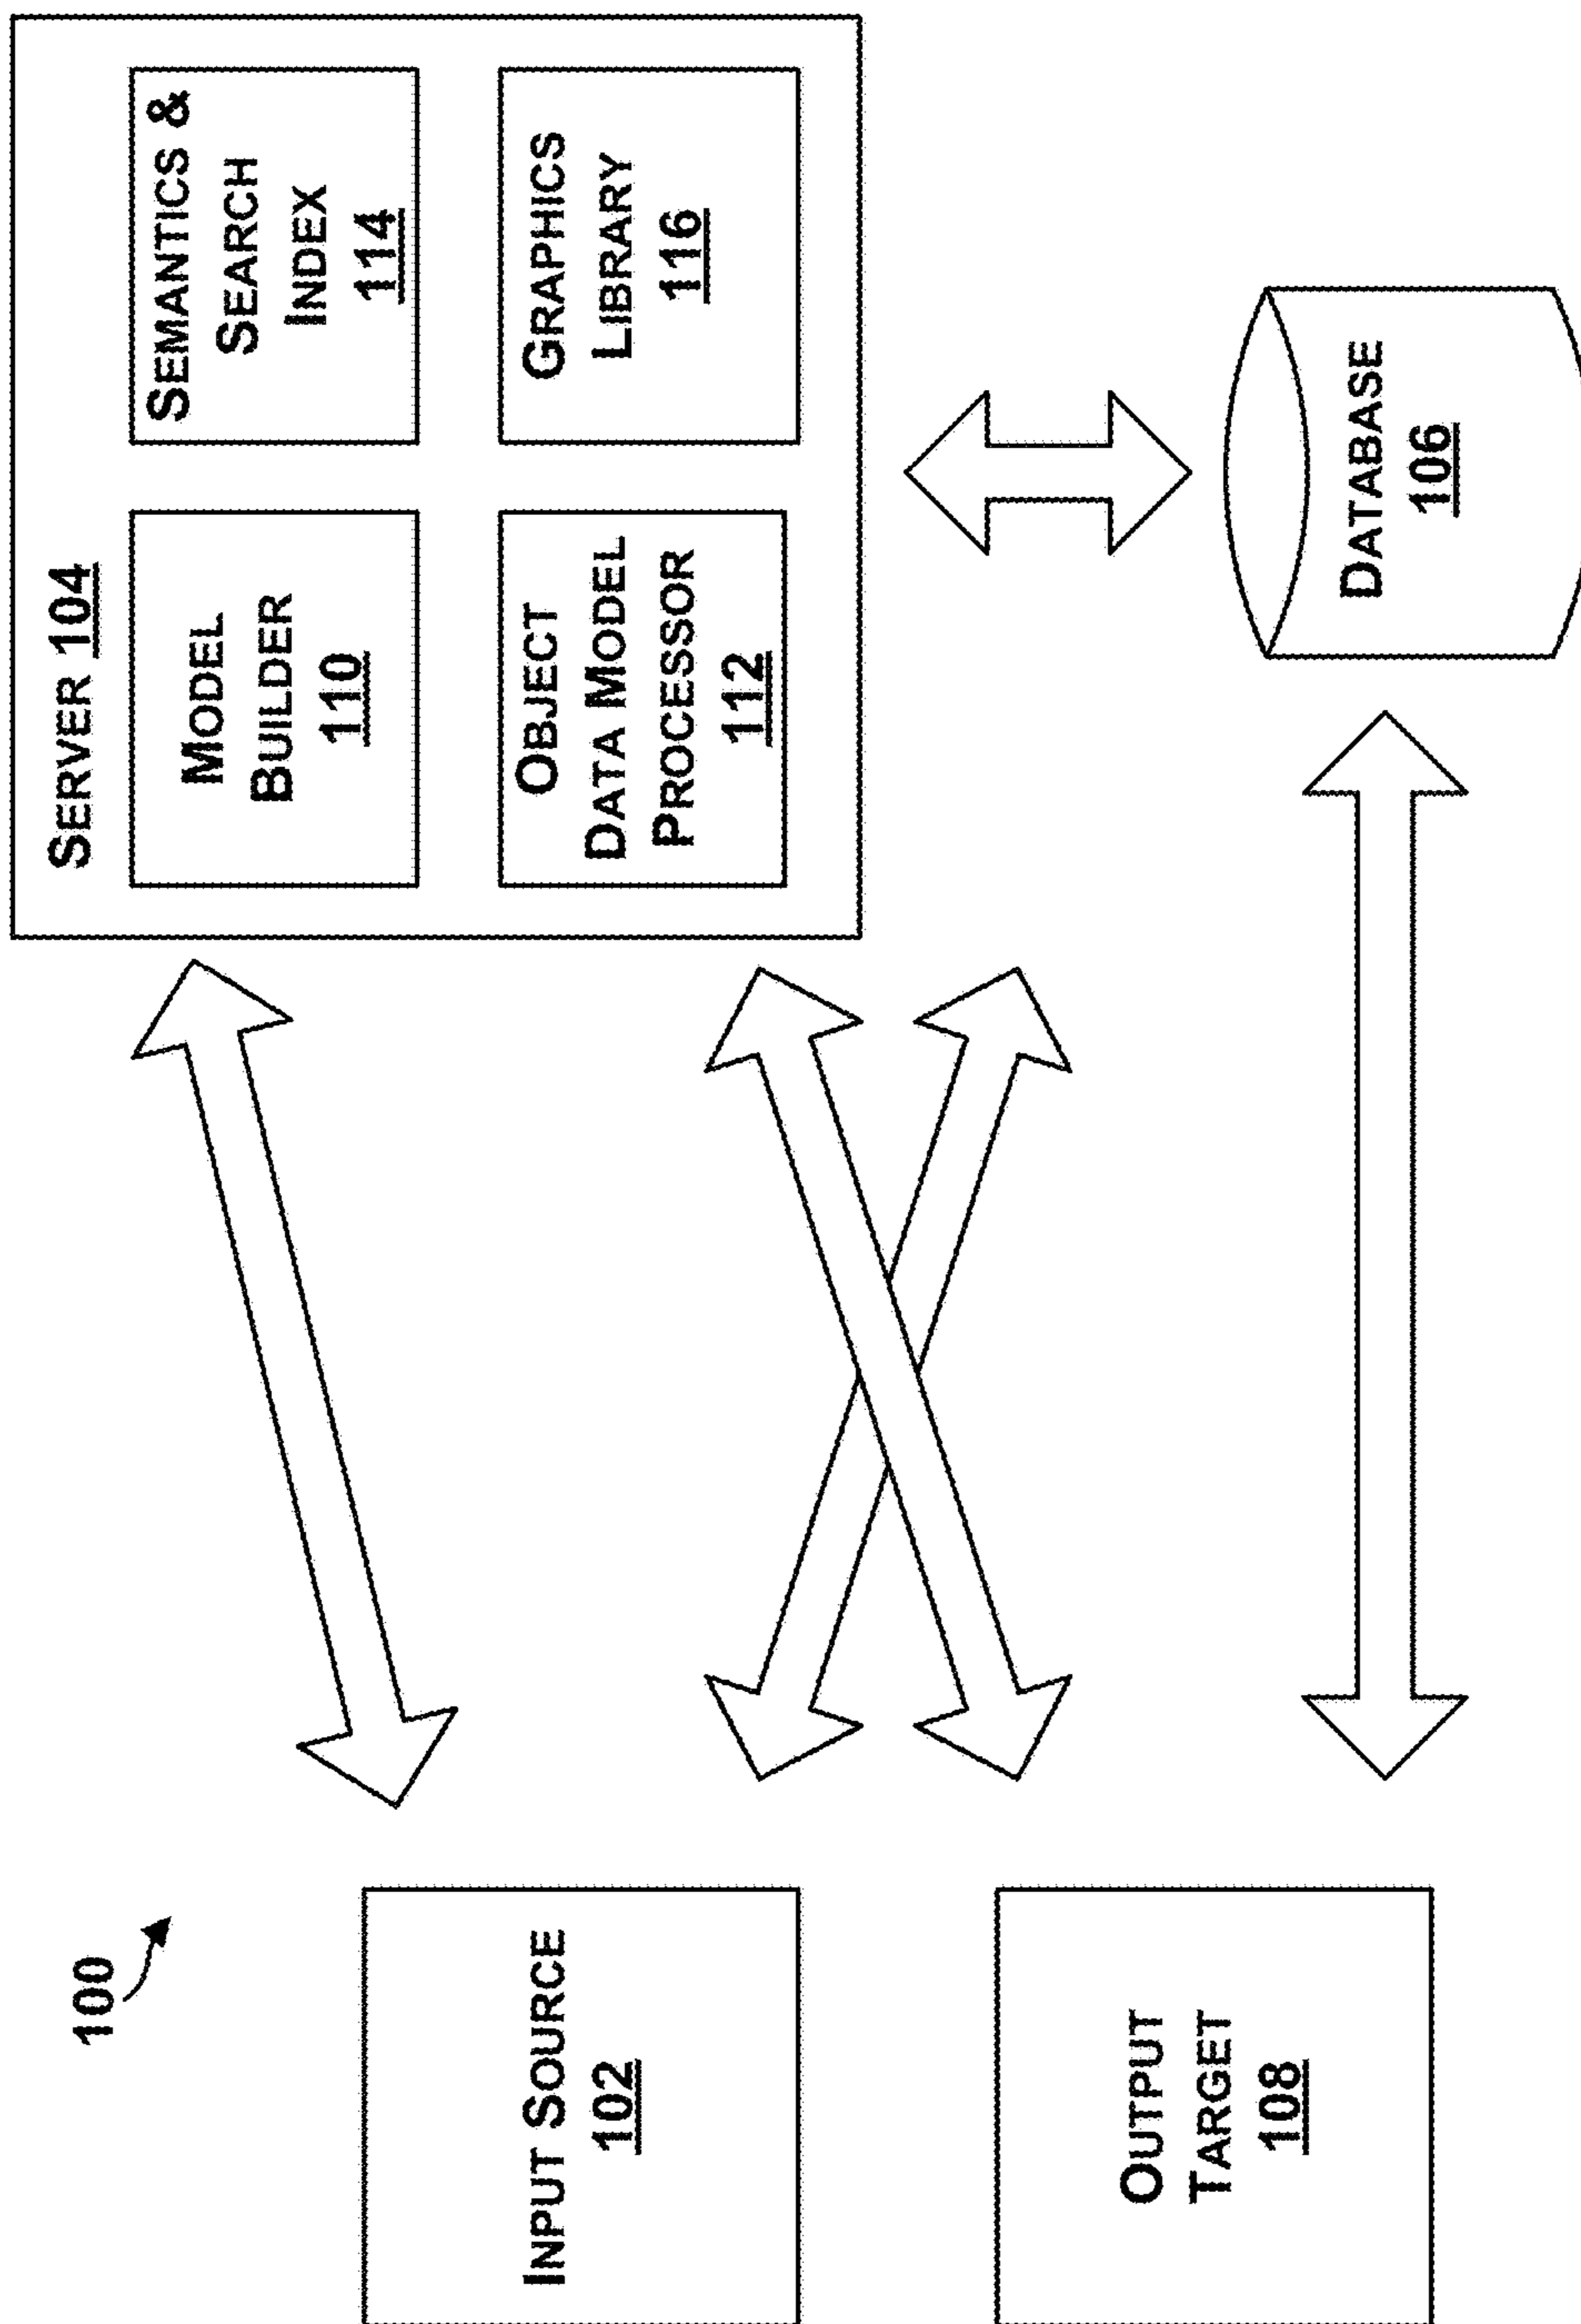 100
INPUT SOURCE
102
OUTPUT
TARGET
108
SERVER 104
MODEL
BUILDER
110
SEMANTICS &
SEARCH
INDEX
114
OBJECT
DATA MODEL
PROCESSOR
112
GRAPHICS
LIBRARY
116
DATABASE
106